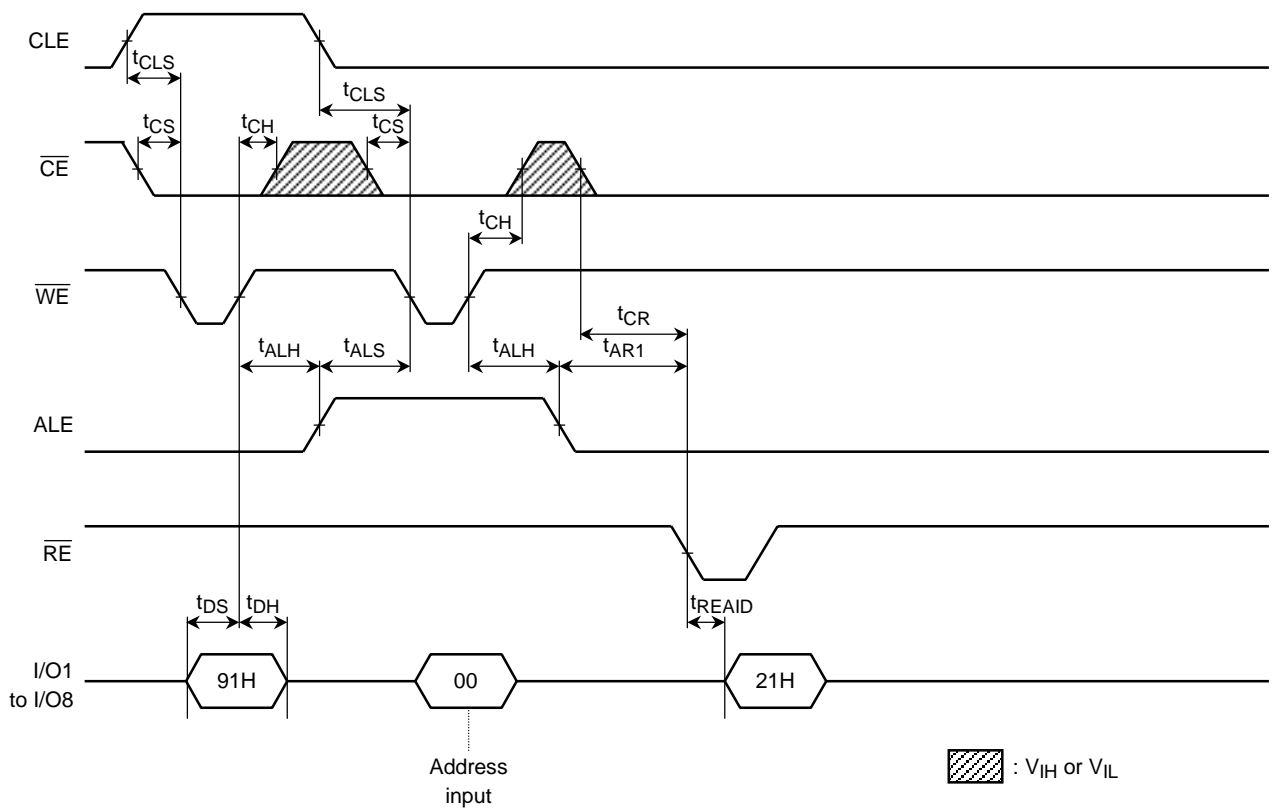 CLE
tCLS
tCLS
tCS
tCH
tCS
CE
tCH
WE
tCR
tALH
tALS
tALH
tAR1
ALE
RE
tREAID
tDS
tDH
I/O1
to I/O8
91H
00
21H
Address
input
: VIH or VIL